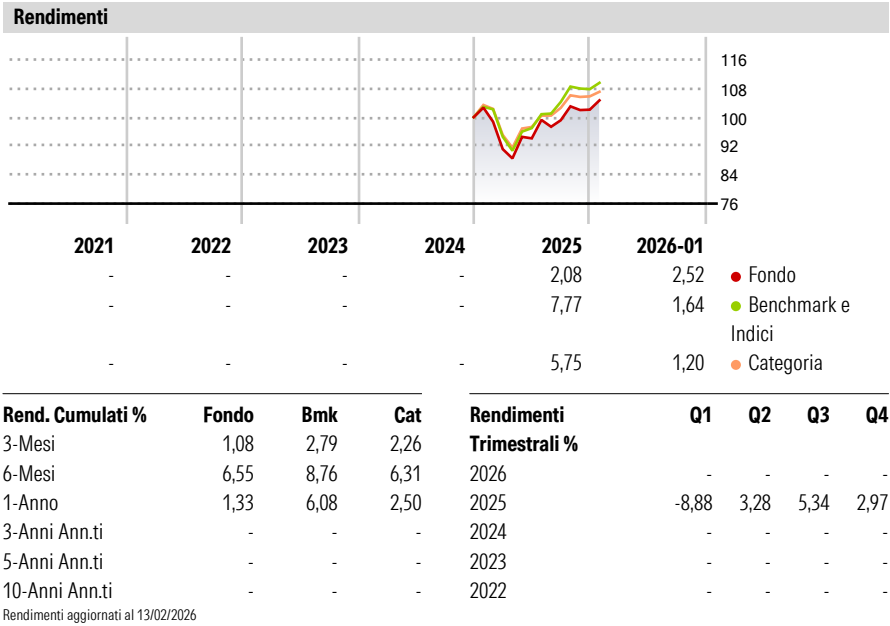 Rendimenti
116
108
100
92
84
76
2021 2022 2023 2024 2025 2026-01
- - - - 2,08 2,52 Fondo
- - - - 7,77 1,64 Benchmark e
Indici
- - - - 5,75 1,20 Categoria
Rend. Cumulati % Fondo Bmk Cat
3-Mesi 1,08 2,79 2,26
6-Mesi 6,55 8,76 6,31
1-Anno 1,33 6,08 2,50
3-Anni Ann.ti - - -
5-Anni Ann.ti - - -
10-Anni Ann.ti - - -
Rendimenti Q1 Q2 Q3 Q4
Trimestrali %
2026 - - - -
2025 -8,88 3,28 5,34 2,97
2024 - - - -
2023 - - - -
2022 - - - -
Rendimenti aggiornati al 13/02/2026